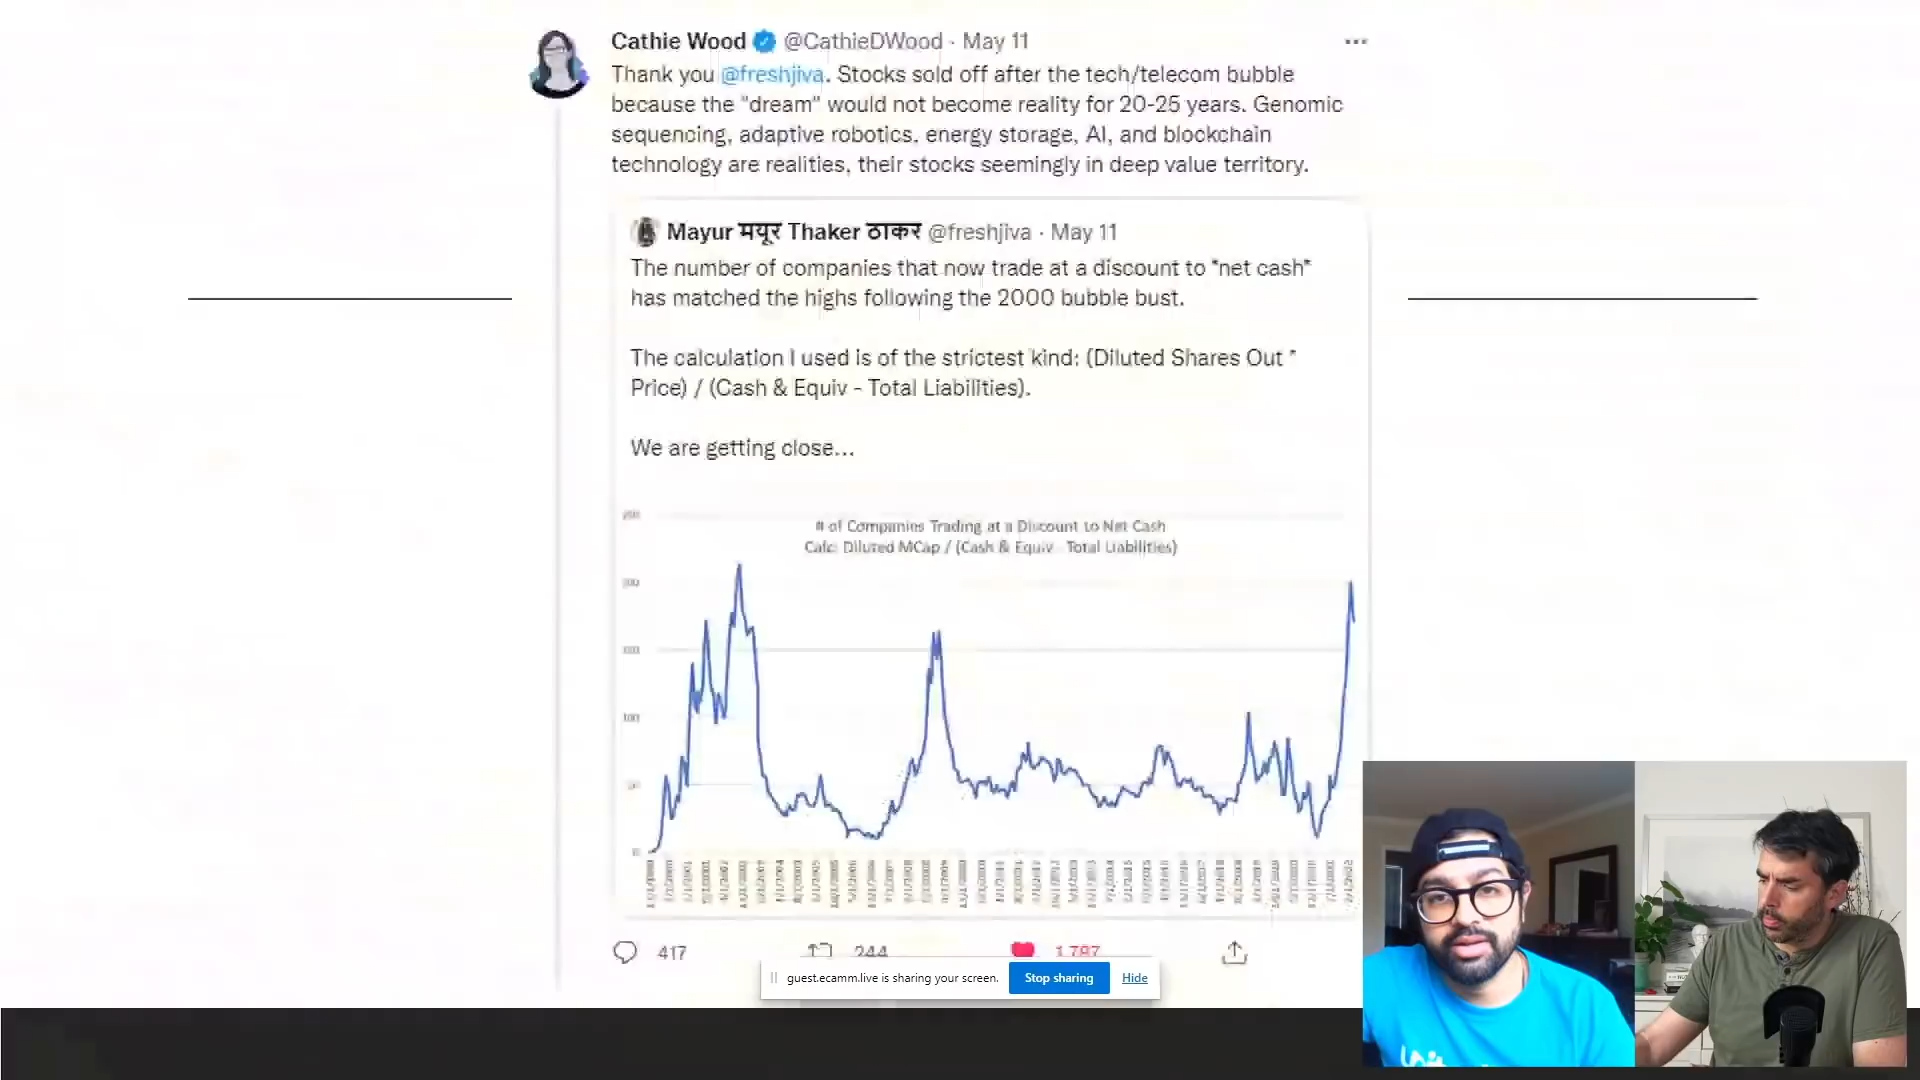 Cathie Wood @CathieDWood · May 11
Thank you @freshjiva. Stocks sold off after the tech/telecom bubble
because the "dream" would not become reality for 20-25 years. Genomic
sequencing, adaptive robotics, energy storage, AI, and blockchain
technology are realities, their stocks seemingly in deep value territory.
Mayur मयूर Thaker ठाकर @freshjiva · May 11
The number of companies that now trade at a discount to *net cash*
has matched the highs following the 2000 bubble bust.
The calculation I used is of the strictest kind: (Diluted Shares Out *
Price) / (Cash & Equiv - Total Liabilities).
We are getting close...
# of Companies Trading at a Discount to Net Cash
Calc: Diluted MCap / (Cash & Equiv - Total Liabilities)
417 244 1,787
guest.ecamm.live is sharing your screen. Stop sharing Hide